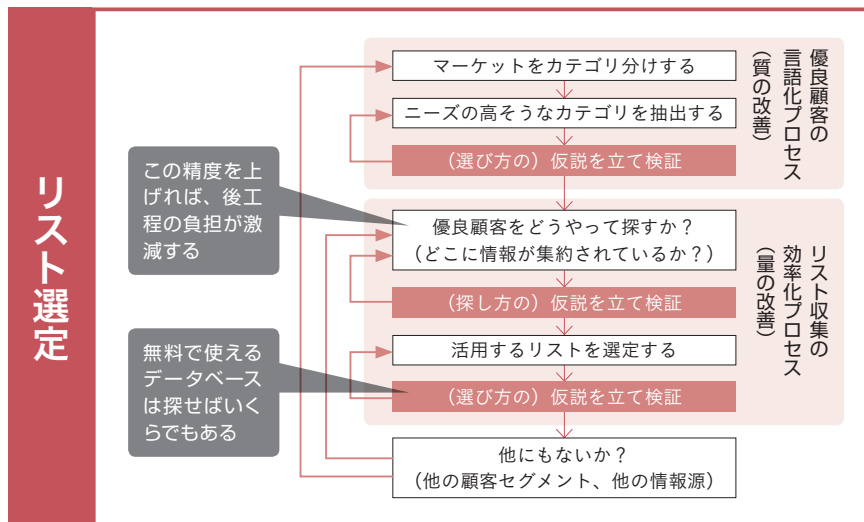 リスト選定
マーケットをカテゴリ分けする
ニーズの高そうなカテゴリを抽出する
(選び方の)仮説を立て検証
優良顧客の
言語化プロセス
(質の改善)
この精度を上
げれば、後工
程の負担が激
減する
優良顧客をどうやって探すか?
(どこに情報が集約されているか?)
(探し方の)仮説を立て検証
活用するリストを選定する
(選び方の)仮説を立て検証
リスト収集の
効率化プロセス
(量の改善)
無料で使える
データベース
は探せばいく
らでもある
他にもないか?
(他の顧客セグメント、他の情報源)